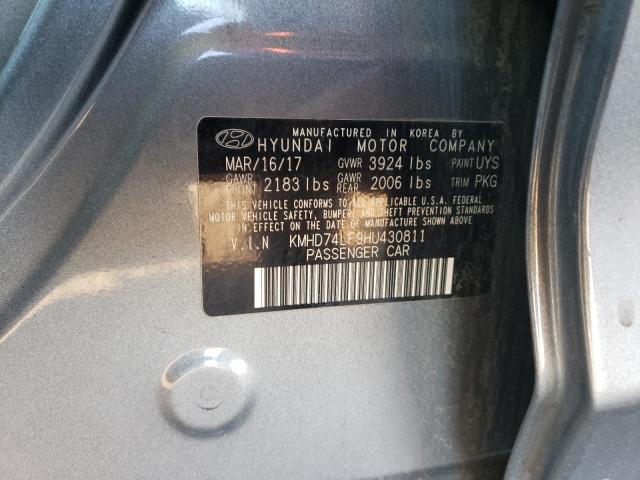 MANUFACTURED IN KOREA BY
HYUNDAI MOTOR COMPANY
MAR/16/17 GVWR 3924 lbs PAINT UYS
GAWR FRONT 2183 lbs GAWR REAR 2006 lbs TRIM PKG
THIS VEHICLE CONFORMS TO ALL APPLICABLE U.S.A. FEDERAL
MOTOR VEHICLE SAFETY, BUMPER, AND THEFT PREVENTION STANDARDS
IN EFFECT ON THE DATE OF MANUFACTURE SHOWN ABOVE.
V.I.N KMHD74LF9HU430811
PASSENGER CAR